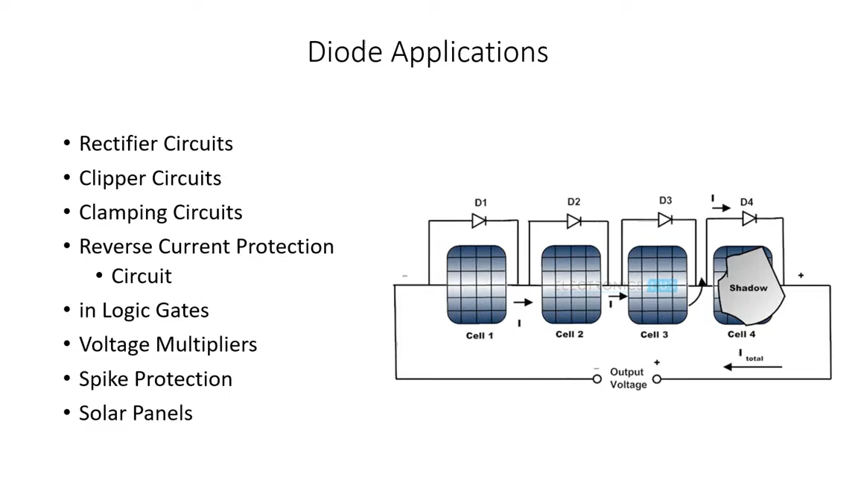 Diode Applications
• Rectifier Circuits
• Clipper Circuits
• Clamping Circuits
• Reverse Current Protection
• Circuit
• in Logic Gates
• Voltage Multipliers
• Spike Protection
• Solar Panels
D1
D2
D3
I
D4
−
+
Shadow
I
I
Cell 1
Cell 2
Cell 3
Cell 4
I total
− Output +
Voltage